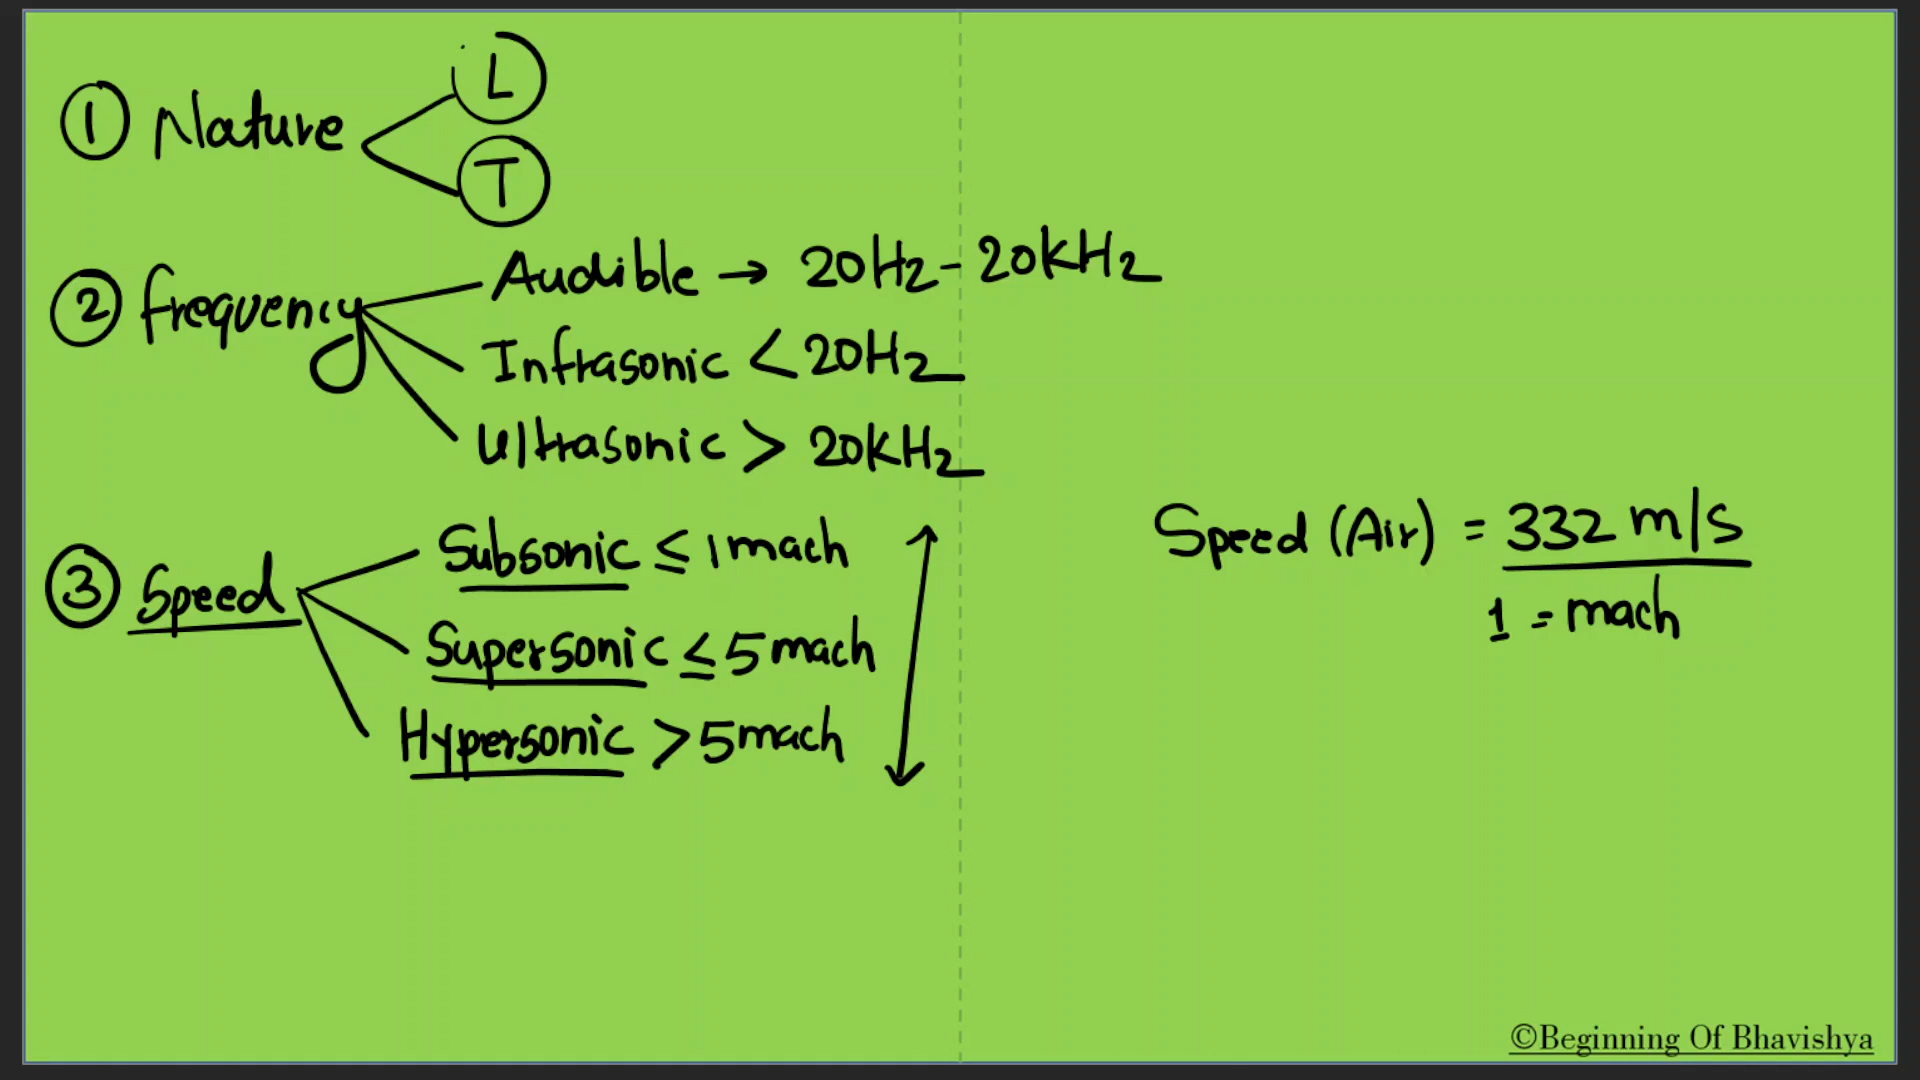 ① Nature
L
T
② frequency
Audible → 20Hz - 20KHz
Infrasonic < 20Hz
Ultrasonic > 20KHz
③ Speed
Subsonic ≤ 1 mach
Supersonic ≤ 5 mach
Hypersonic > 5 mach
Speed (Air) = 332 m/s
1 = mach
©Beginning Of Bhavishya